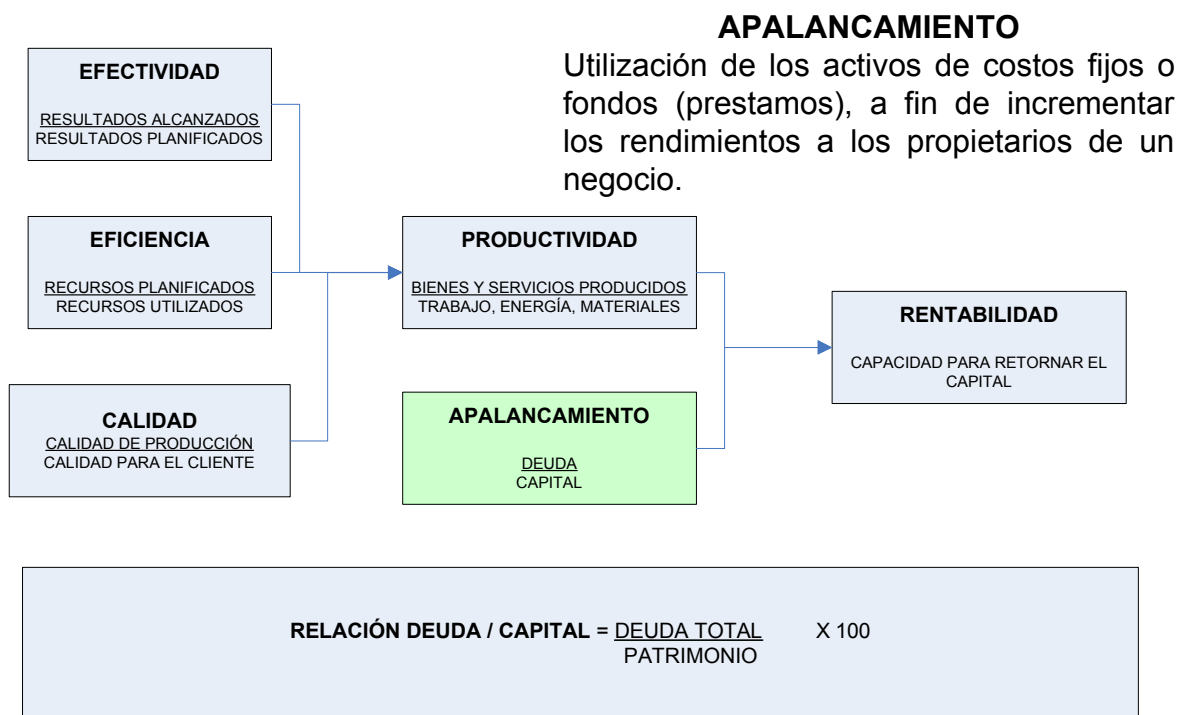 APALANCAMIENTO
Utilización de los activos de costos fijos o
fondos (prestamos), a fin de incrementar
los rendimientos a los propietarios de un
negocio.
EFECTIVIDAD
RESULTADOS ALCANZADOS
RESULTADOS PLANIFICADOS
EFICIENCIA
RECURSOS PLANIFICADOS
RECURSOS UTILIZADOS
CALIDAD
CALIDAD DE PRODUCCIÓN
CALIDAD PARA EL CLIENTE
PRODUCTIVIDAD
BIENES Y SERVICIOS PRODUCIDOS
TRABAJO, ENERGÍA, MATERIALES
APALANCAMIENTO
DEUDA
CAPITAL
RENTABILIDAD
CAPACIDAD PARA RETORNAR EL
CAPITAL
RELACIÓN DEUDA / CAPITAL = DEUDA TOTAL X 100
PATRIMONIO